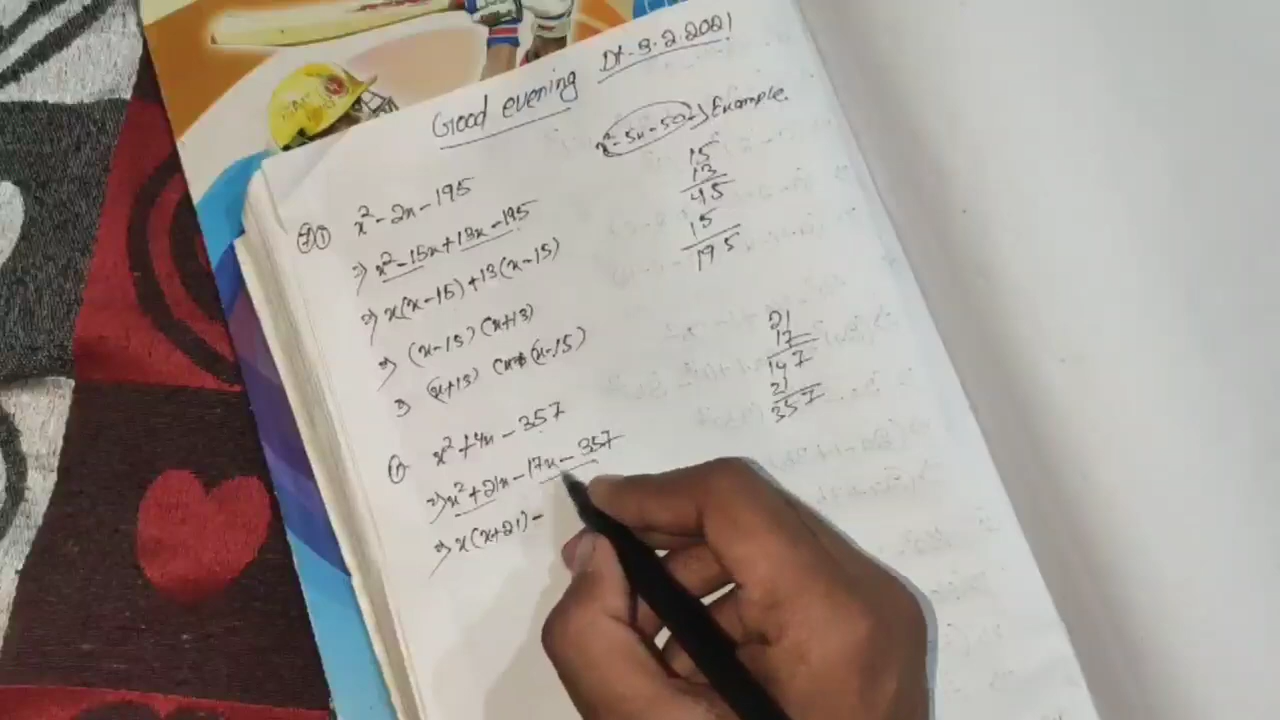 Good evening Dt. 3.2.2021
x² - 5x - 50 → Example.
① x² - 2x - 195
⇒ x² - 15x + 13x - 195
⇒ x(x - 15) + 13(x - 15)
⇒ (x - 15) (x + 13)
⇒ (x + 13) (x - 15)
15
13
45
15
195
x² + 4x - 357
⇒ x² + 21x - 17x - 357
⇒ x(x + 21) -
21
17
147
21
357